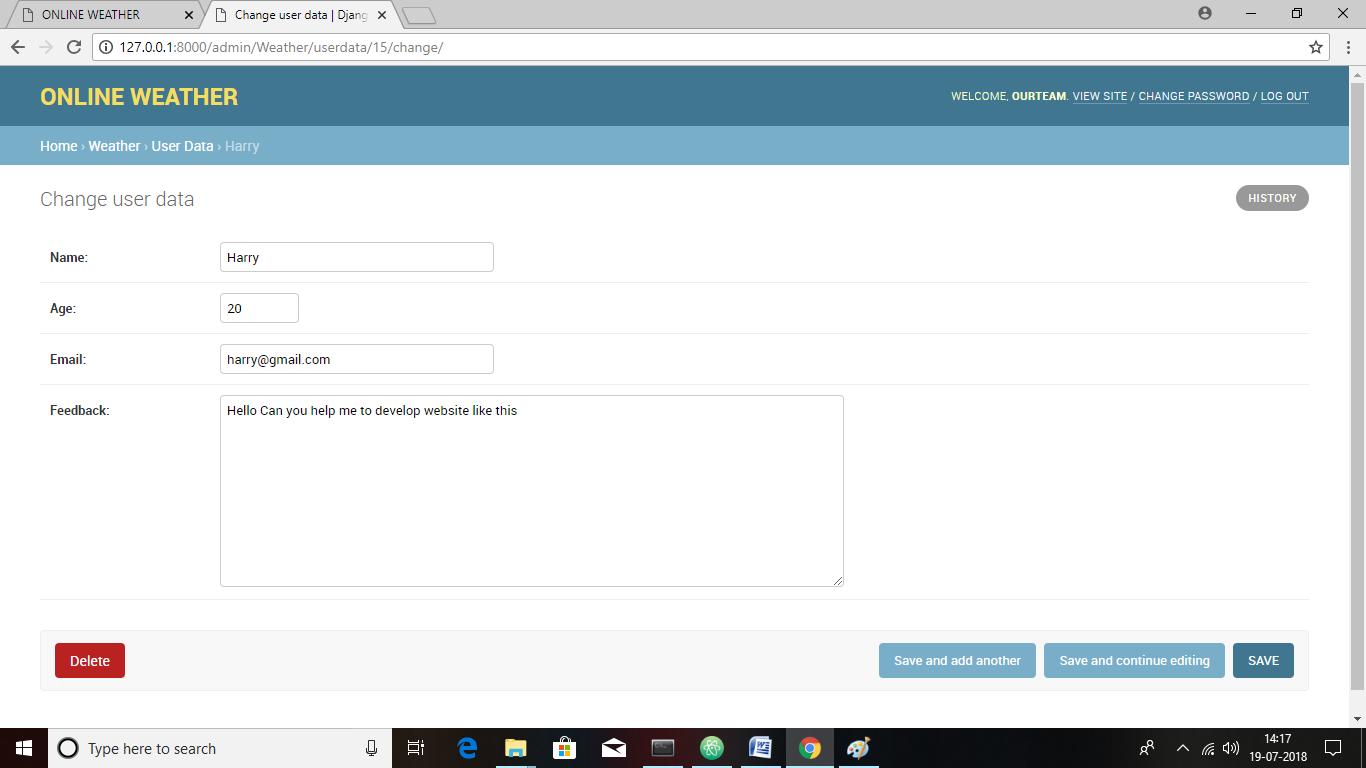 ONLINE WEATHER
Change user data | Djang
127.0.0.1:8000/admin/Weather/userdata/15/change/
ONLINE WEATHER
WELCOME, OURTEAM. VIEW SITE / CHANGE PASSWORD / LOG OUT
Home › Weather › User Data › Harry
Change user data
HISTORY
Name:
Harry
Age:
20
Email:
harry@gmail.com
Feedback:
Hello Can you help me to develop website like this
Delete
Save and add another
Save and continue editing
SAVE
Type here to search
14:17
19-07-2018